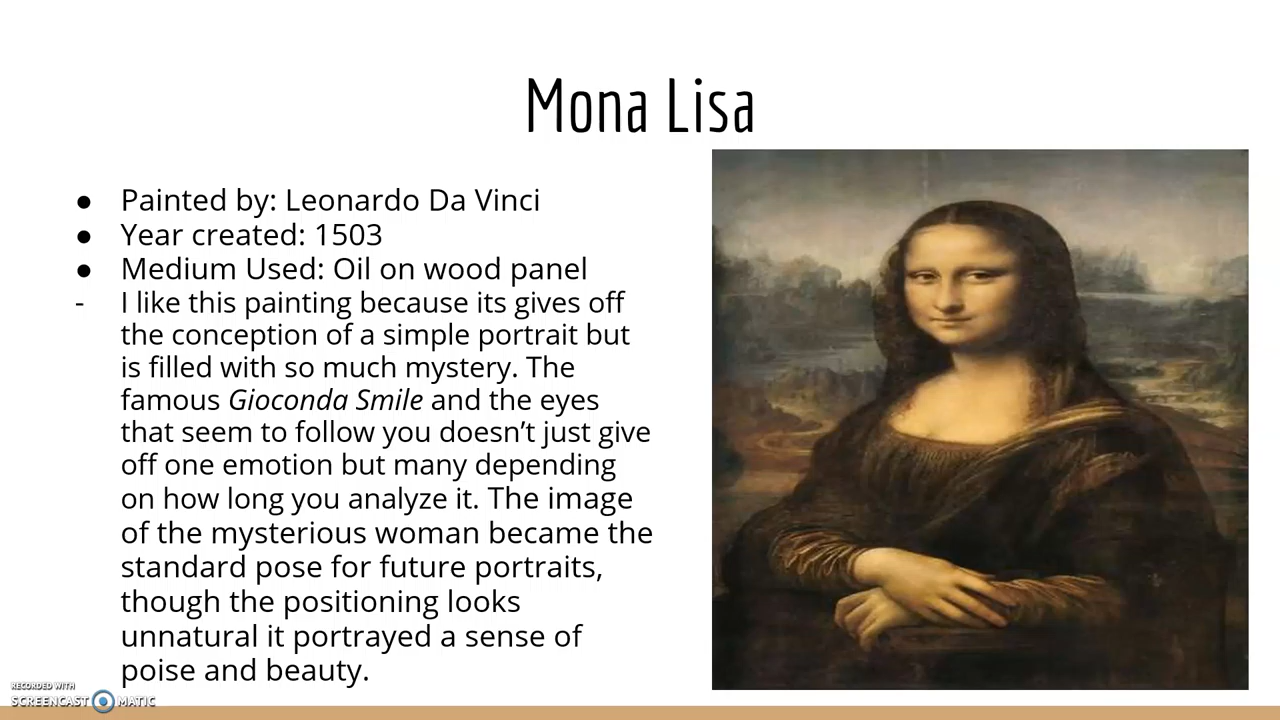 Mona Lisa
● Painted by: Leonardo Da Vinci
● Year created: 1503
● Medium Used: Oil on wood panel
- I like this painting because its gives off
the conception of a simple portrait but
is filled with so much mystery. The
famous Gioconda Smile and the eyes
that seem to follow you doesn’t just give
off one emotion but many depending
on how long you analyze it. The image
of the mysterious woman became the
standard pose for future portraits,
though the positioning looks
unnatural it portrayed a sense of
poise and beauty.
RECORDED WITH
SCREENCAST MATIC